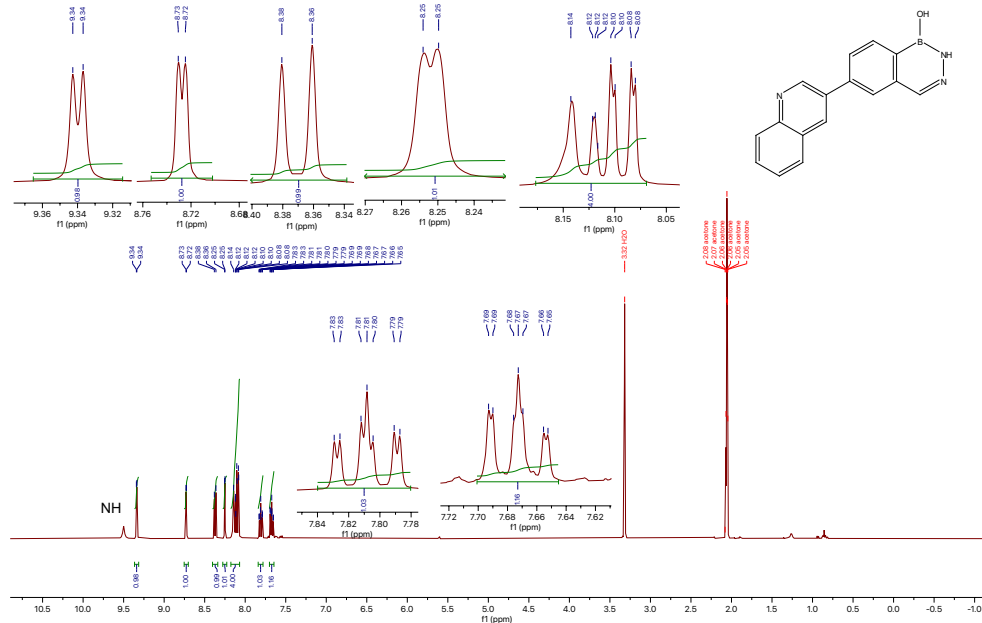 9.34
9.34
8.73
8.72
8.38
8.36
8.25
8.25
8.14
8.12
8.12
8.12
8.10
8.10
8.08
8.08
OH
B
NH
N
N
0.98
1.00
0.99
1.01
4.00
9.36 9.34 9.32
f1 (ppm)
8.76 8.72 8.68
f1 (ppm)
8.40 8.38 8.36 8.34
f1 (ppm)
8.27 8.26 8.25 8.24
f1 (ppm)
8.15 8.10 8.05
f1 (ppm)
9.34
9.34
8.73
8.72
8.38
8.36
8.25
8.25
8.14
8.12
8.12
8.12
8.10
8.10
8.08
8.08
7.83
7.83
7.81
7.81
7.80
7.79
7.79
7.69
7.69
7.68
7.67
7.67
7.66
7.65
3.32 H2O
2.08 acetone
2.07 acetone
2.06 acetone
2.06 acetone
2.05 acetone
2.05 acetone
7.83
7.83
7.81
7.81
7.80
7.79
7.79
7.69
7.69
7.68
7.67
7.67
7.66
7.65
1.03
1.16
7.84 7.82 7.80 7.78
f1 (ppm)
7.72 7.70 7.68 7.66 7.64 7.62
f1 (ppm)
NH
0.98
1.00
0.99
1.01
4.00
1.03
1.16
10.5 10.0 9.5 9.0 8.5 8.0 7.5 7.0 6.5 6.0 5.5 5.0 4.5 4.0 3.5 3.0 2.5 2.0 1.5 1.0 0.5 0.0 -0.5 -1.0
f1 (ppm)